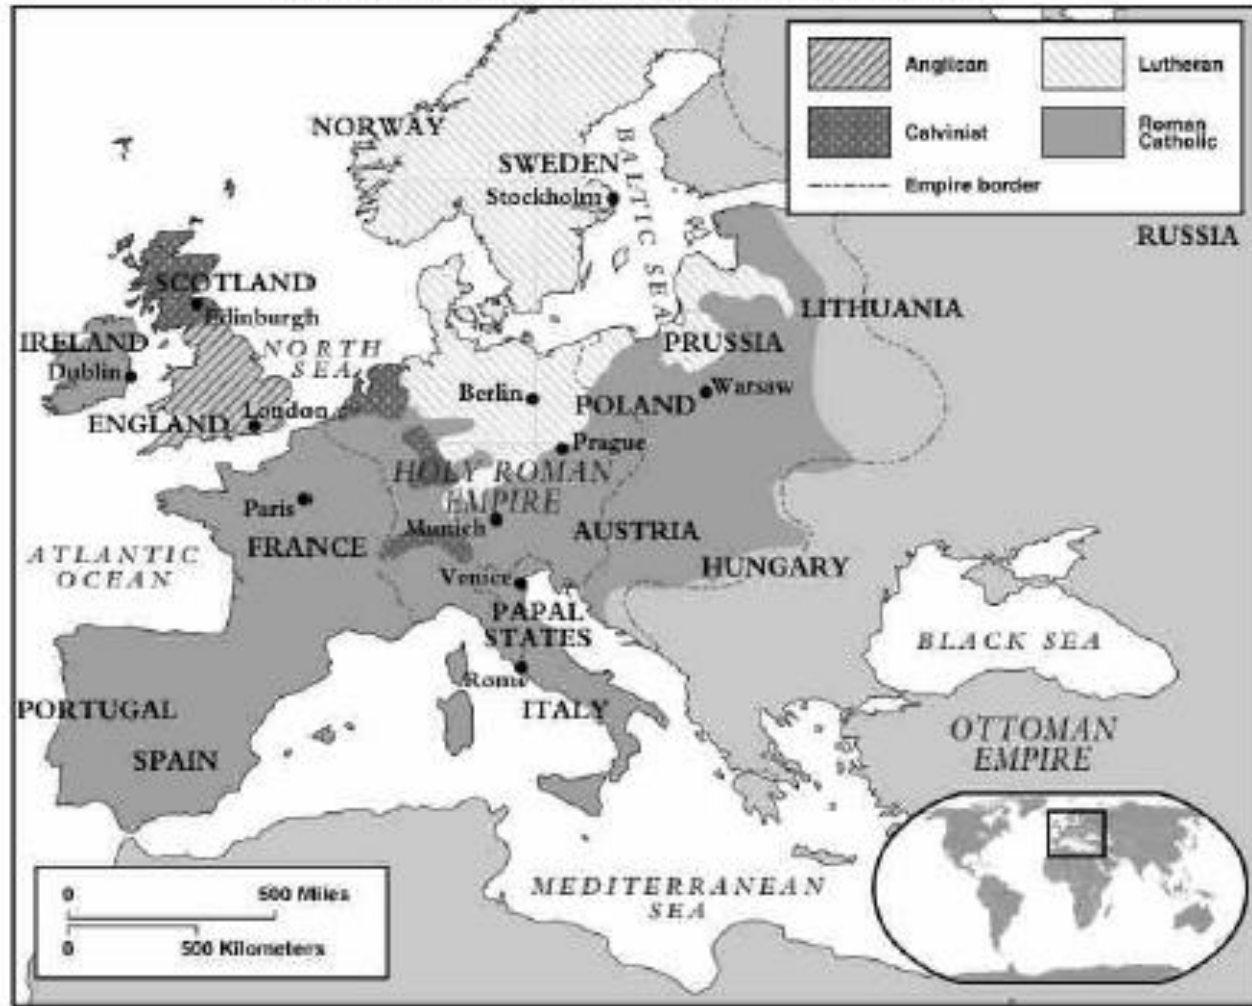 Anglican
Lutheran
Calvinist
Roman
Catholic
Empire border
NORWAY
SWEDEN
Stockholm
BALTIC SEA
RUSSIA
SCOTLAND
Edinburgh
LITHUANIA
IRELAND
Dublin
NORTH
SEA
PRUSSIA
Berlin
POLAND
Warsaw
ENGLAND
London
Prague
HOLY ROMAN
EMPIRE
Paris
Munich
AUSTRIA
FRANCE
ATLANTIC
OCEAN
HUNGARY
Venice
PAPAL
STATES
BLACK SEA
Rome
PORTUGAL
ITALY
SPAIN
OTTOMAN
EMPIRE
MEDITERRANEAN
SEA
0 500 Miles
0 500 Kilometers